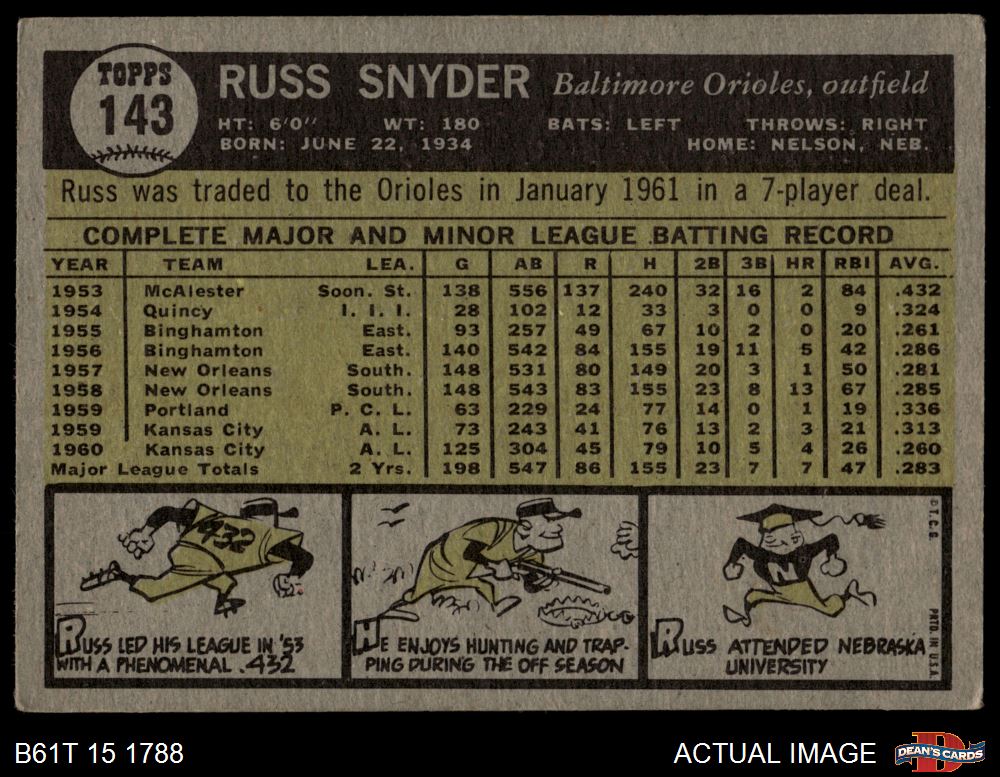 TOPPS
143
RUSS SNYDER Baltimore Orioles, outfield
HT: 6'0" WT: 180 BATS: LEFT THROWS: RIGHT
BORN: JUNE 22, 1934 HOME: NELSON, NEB.
Russ was traded to the Orioles in January 1961 in a 7-player deal.
COMPLETE MAJOR AND MINOR LEAGUE BATTING RECORD
YEAR TEAM LEA. G AB R H 2B 3B HR RBI AVG.
1953 McAlester Soon. St. 138 556 137 240 32 16 2 84 .432
1954 Quincy I. I. I. 28 102 12 33 3 0 0 9 .324
1955 Binghamton East. 93 257 49 67 10 2 0 20 .261
1956 Binghamton East. 140 542 84 155 19 11 5 42 .286
1957 New Orleans South. 148 531 80 149 20 3 1 50 .281
1958 New Orleans South. 148 543 83 155 23 8 13 67 .285
1959 Portland P. C. L. 63 229 24 77 14 0 1 19 .336
1959 Kansas City A. L. 73 243 41 76 13 2 3 21 .313
1960 Kansas City A. L. 125 304 45 79 10 5 4 26 .260
Major League Totals 2 Yrs. 198 547 86 155 23 7 7 47 .283
432
RUSS LED HIS LEAGUE IN '53
WITH A PHENOMENAL .432
HE ENJOYS HUNTING AND TRAP-
PING DURING THE OFF SEASON
N
RUSS ATTENDED NEBRASKA
UNIVERSITY
© T.C.G.
PRTD. IN U.S.A.
B61T 15 1788
ACTUAL IMAGE
D
DEAN'S CARDS